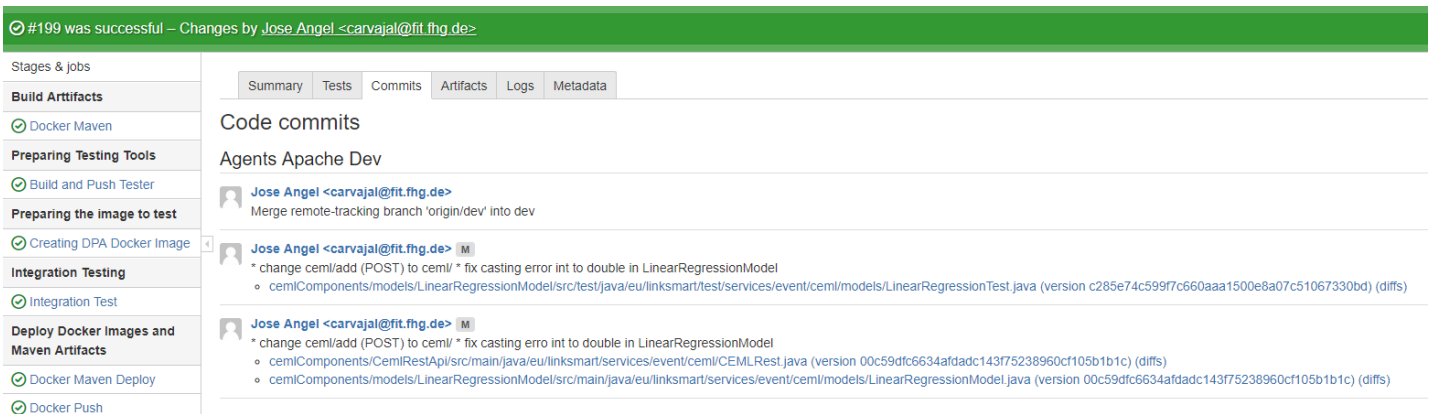 #199 was successful – Changes by Jose Angel <carvajal@fit.fhg.de>
Stages & jobs
Build Arttifacts
Docker Maven
Preparing Testing Tools
Build and Push Tester
Preparing the image to test
Creating DPA Docker Image
Integration Testing
Integration Test
Deploy Docker Images and
Maven Artifacts
Docker Maven Deploy
Docker Push
Summary Tests Commits Artifacts Logs Metadata
Code commits
Agents Apache Dev
Jose Angel <carvajal@fit.fhg.de>
Merge remote-tracking branch 'origin/dev' into dev
Jose Angel <carvajal@fit.fhg.de> M
* change ceml/add (POST) to ceml/ * fix casting error int to double in LinearRegressionModel
cemlComponents/models/LinearRegressionModel/src/test/java/eu/linksmart/test/services/event/ceml/models/LinearRegressionTest.java (version c285e74c599f7c660aaa1500e8a07c51067330bd) (diffs)
Jose Angel <carvajal@fit.fhg.de> M
* change ceml/add (POST) to ceml/ * fix casting erro int to double in LinearRegressionModel
cemlComponents/CemlRestApi/src/main/java/eu/linksmart/services/event/ceml/CEMLRest.java (version 00c59dfc6634afdadc143f75238960cf105b1b1c) (diffs)
cemlComponents/models/LinearRegressionModel/src/main/java/eu/linksmart/services/event/ceml/models/LinearRegressionModel.java (version 00c59dfc6634afdadc143f75238960cf105b1b1c) (diffs)